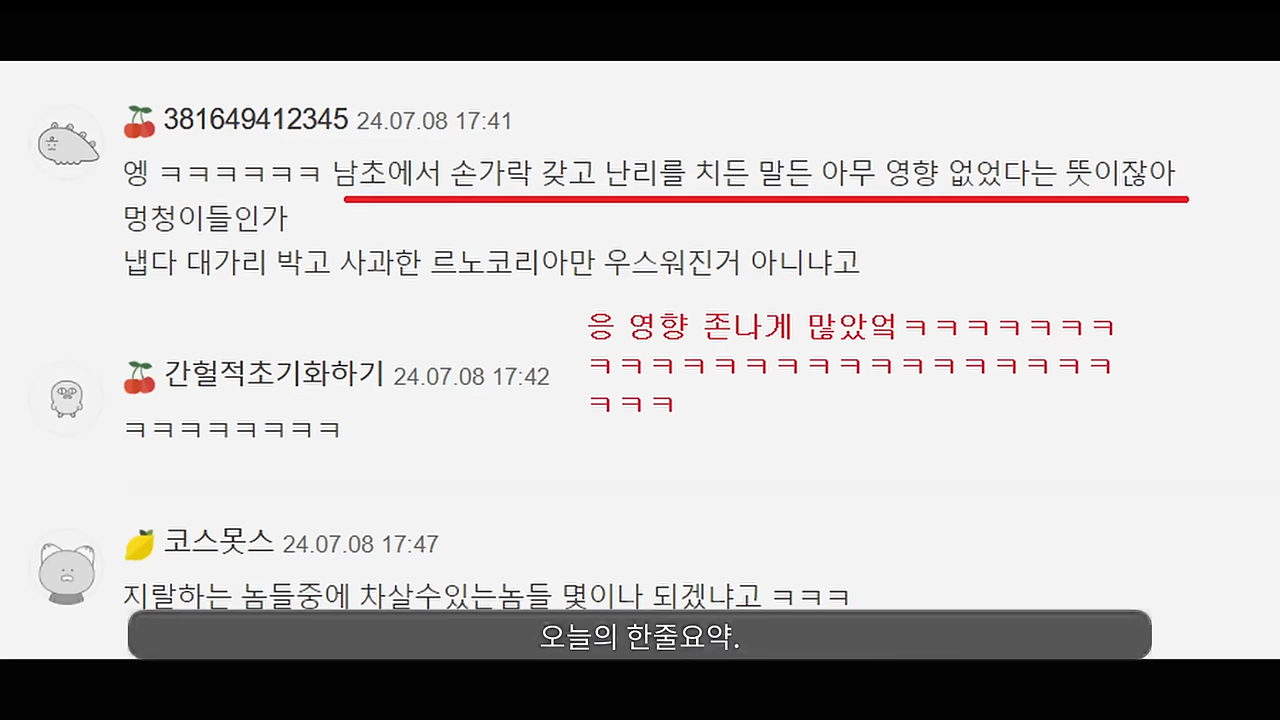 381649412345 24.07.08 17:41
엥 ㅋㅋㅋㅋㅋㅋ 남초에서 손가락 갖고 난리를 치든 말든 아무 영향 없었다는 뜻이잖아
멍청이들인가
냅다 대가리 박고 사과한 르노코리아만 우스워진거 아니냐고
응 영향 존나게 많았엌ㅋㅋㅋㅋㅋㅋㅋ
ㅋㅋㅋㅋㅋㅋㅋㅋㅋㅋㅋㅋㅋㅋㅋㅋㅋ
ㅋㅋㅋ
간헐적초기화하기 24.07.08 17:42
ㅋㅋㅋㅋㅋㅋㅋㅋ
코스못스 24.07.08 17:47
지랄하는 놈들중에 차살수있는놈들 몇이나 되겠냐고 ㅋㅋㅋ
오늘의 한줄요약.